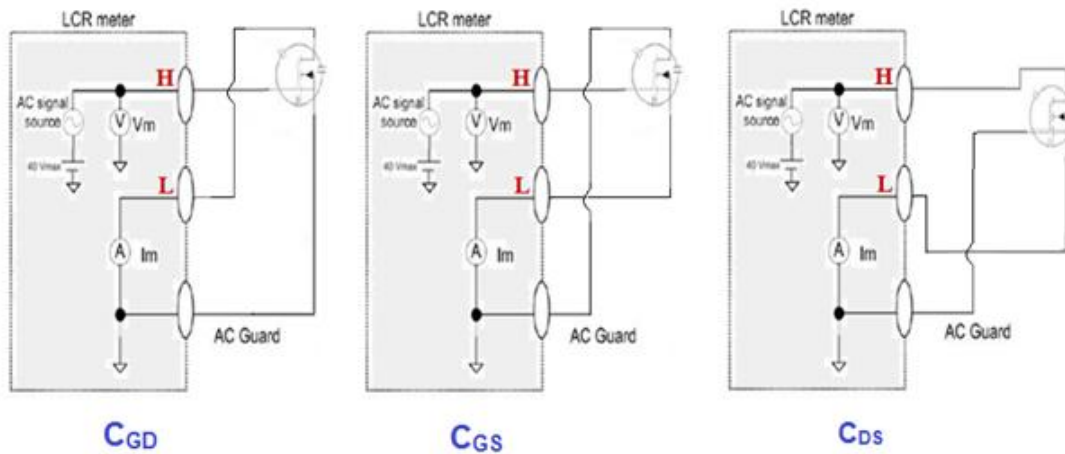 LCR meter
H
AC signal
source
V
Vm
40 Vmax
L
A
Im
AC Guard
CGD
LCR meter
H
AC signal
source
V
Vm
40 Vmax
L
A
Im
AC Guard
CGS
LCR meter
H
AC signal
source
V
Vm
40 Vmax
L
A
Im
AC Guard
CDS